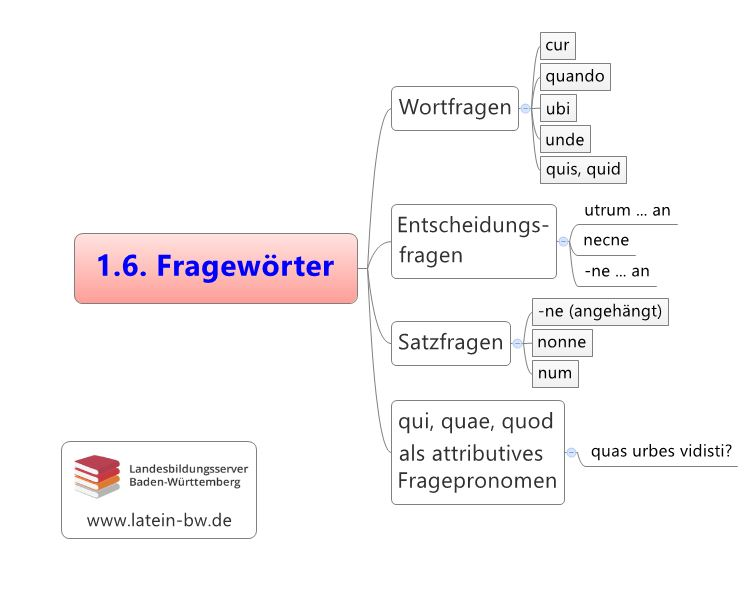 1.6. Fragewörter
Wortfragen
cur
quando
ubi
unde
quis, quid
Entscheidungs-
fragen
utrum ... an
necne
-ne ... an
Satzfragen
-ne (angehängt)
nonne
num
qui, quae, quod
als attributives
Fragepronomen
quas urbes vidisti?
Landesbildungsserver
Baden-Württemberg
www.latein-bw.de